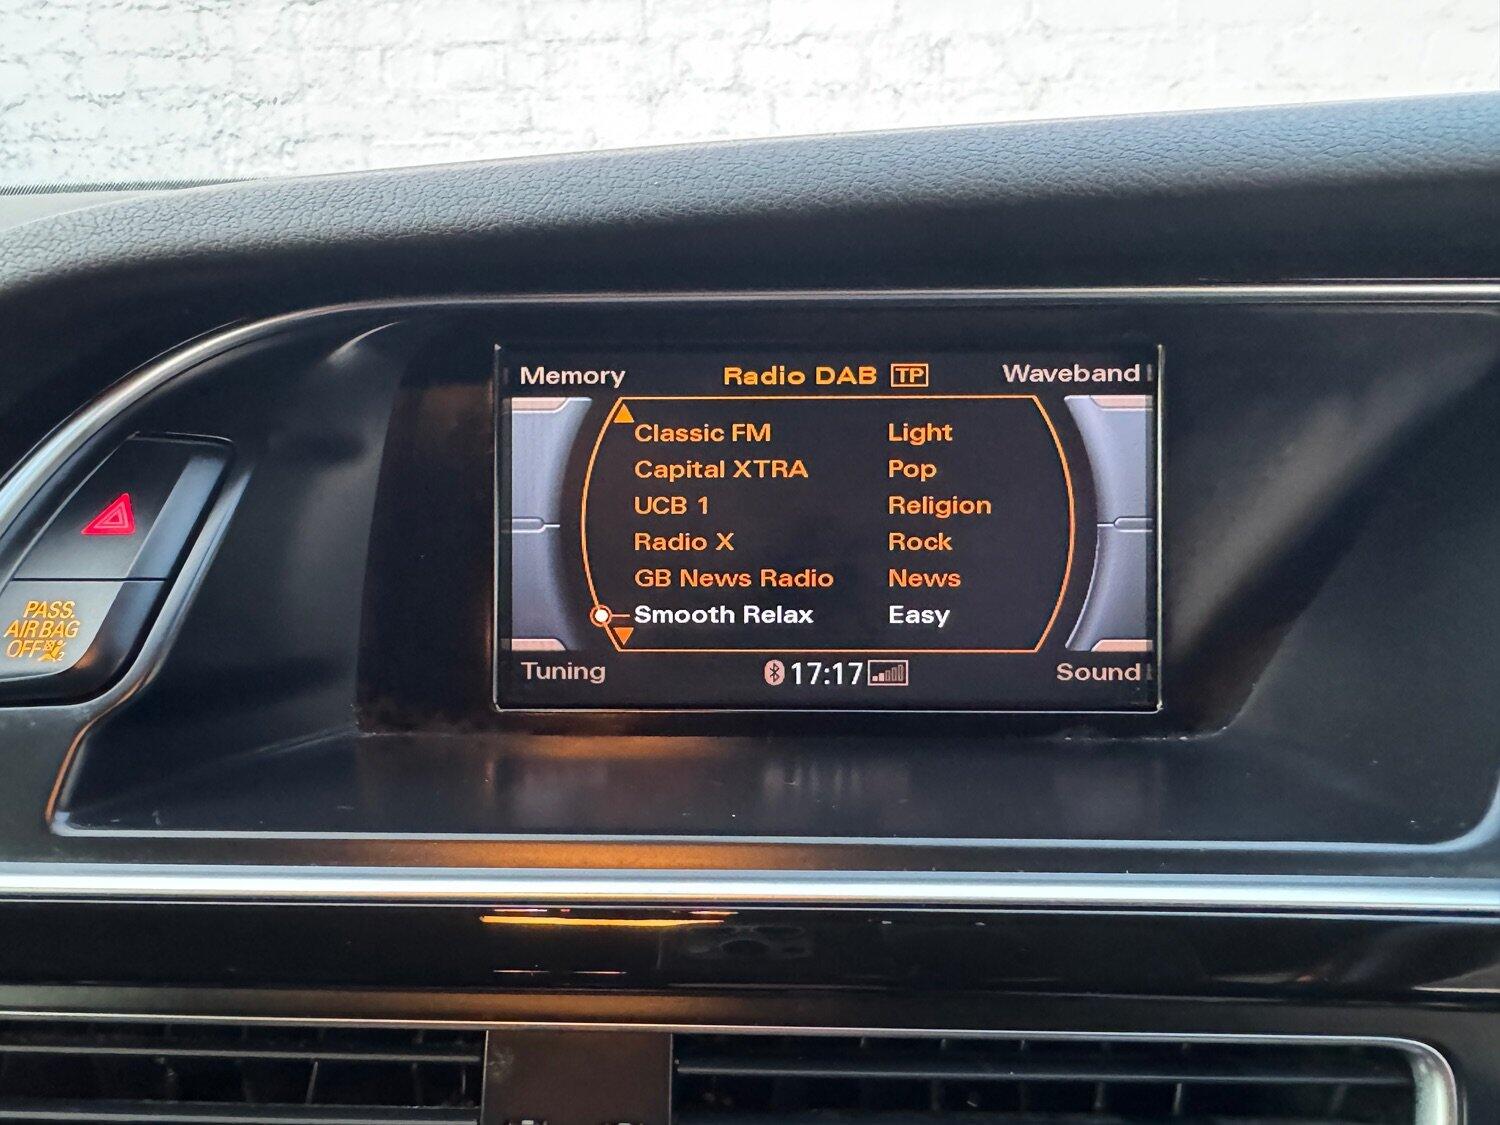 Memory Radio DAB TP Waveband
Classic FM Light
Capital XTRA Pop
UCB 1 Religion
Radio X Rock
GB News Radio News
Smooth Relax Easy
Tuning 17:17 Sound
PASS.
AIR BAG
OFF